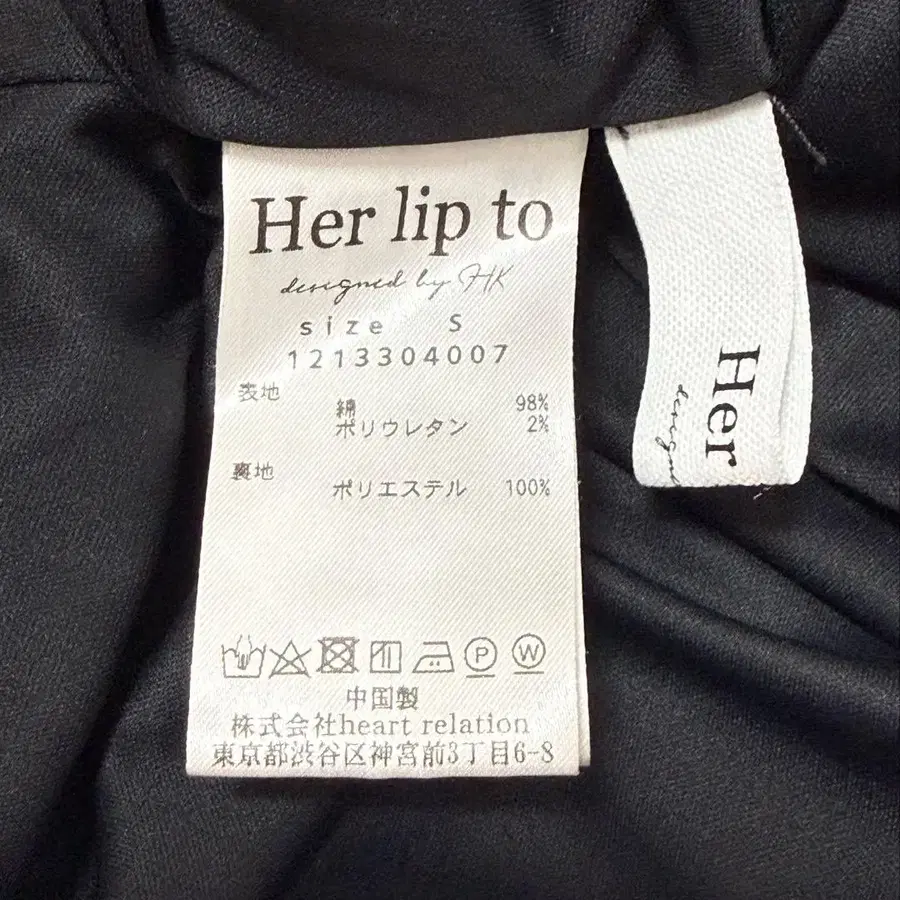 Her lip to
designed by HK
size S
1213304007
表地
綿 98%
ポリウレタン 2%
裏地
ポリエステル 100%
P W
中国製
株式会社heart relation
東京都渋谷区神宮前3丁目6-8
Her
design